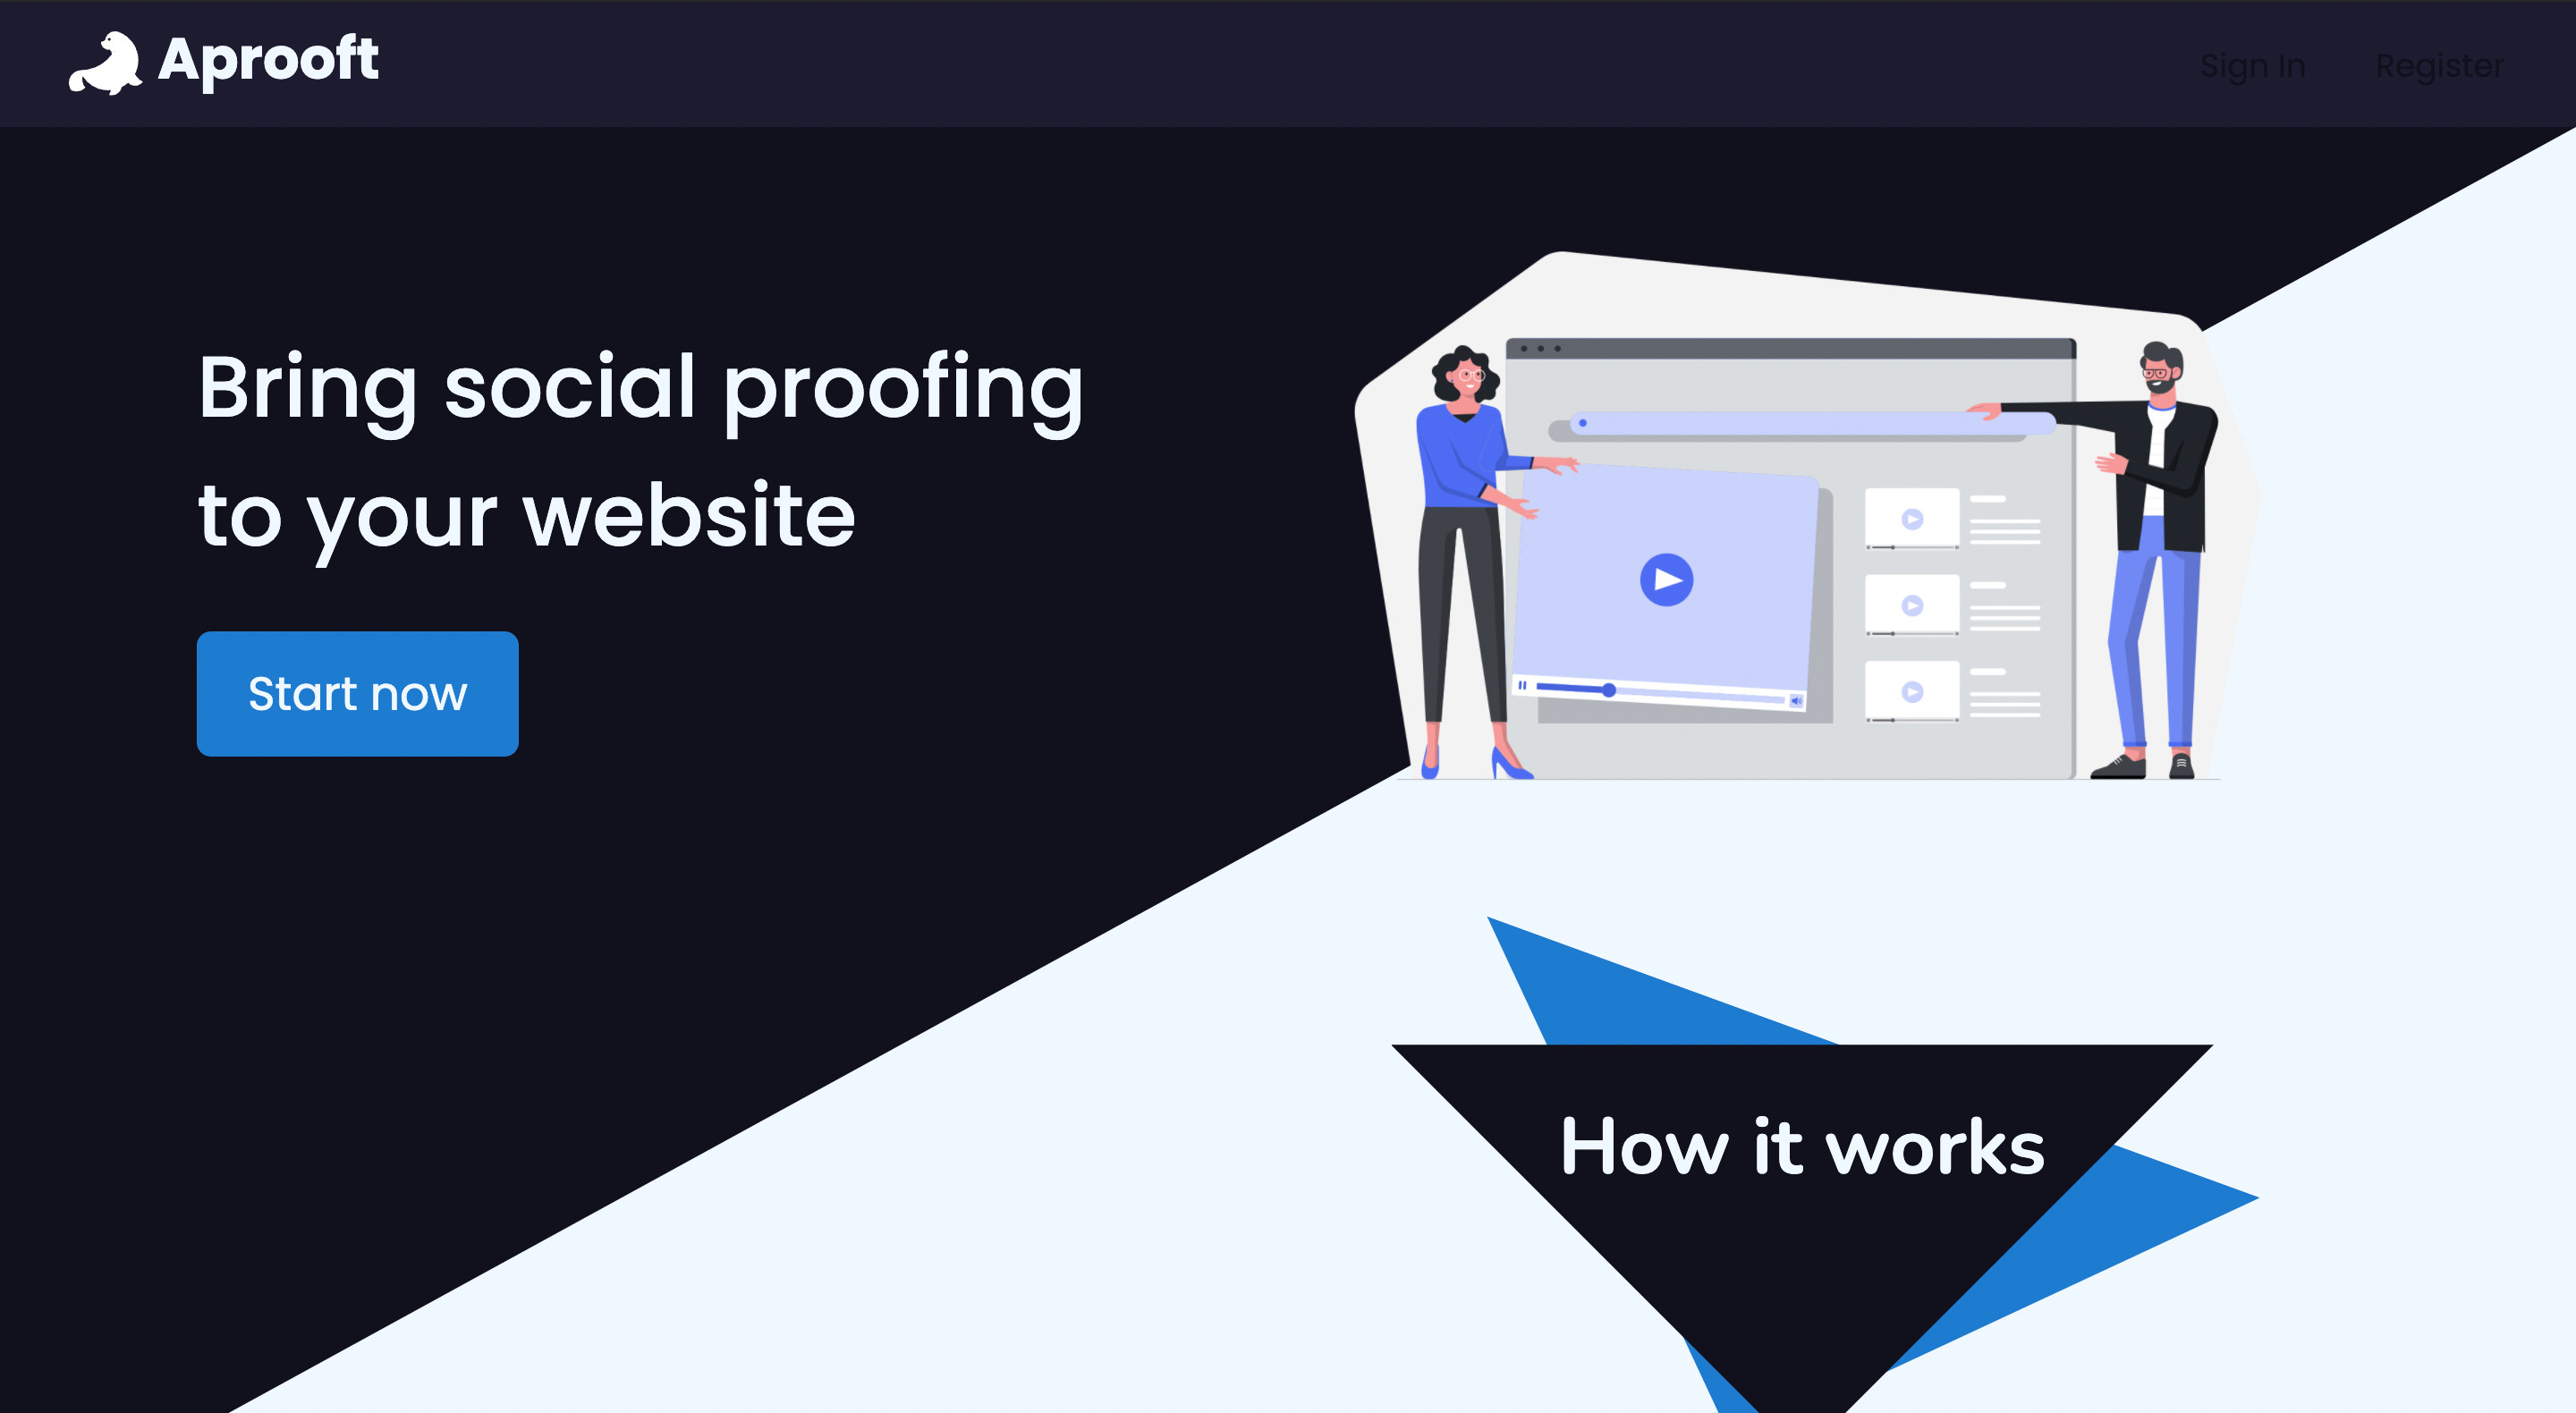 Aprooft
Sign In
Register
Bring social proofing
to your website
Start now
How it works